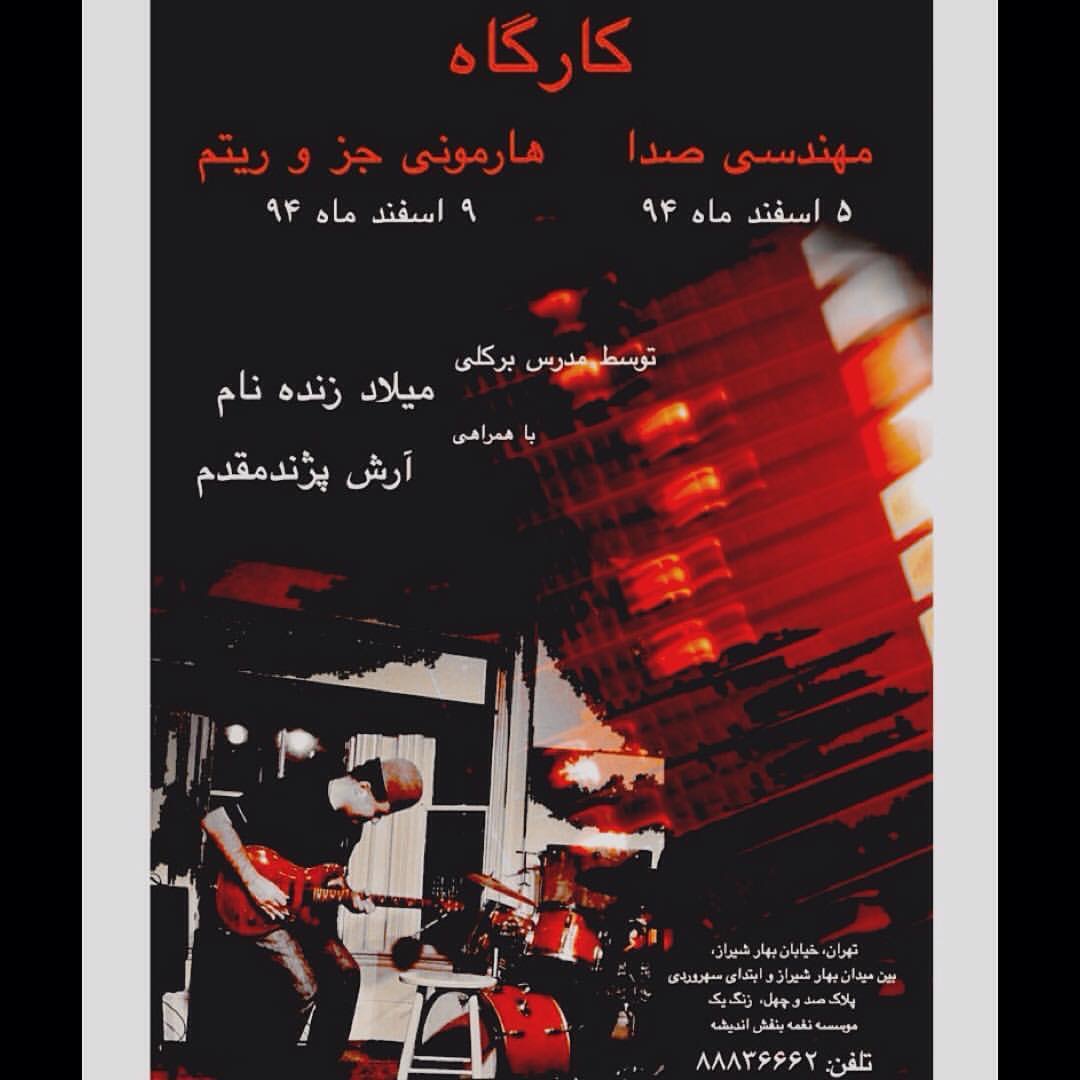 کارگاه
مهندسی صدا
۵ اسفند ماه ۹۴
هارمونی جز و ریتم
۹ اسفند ماه ۹۴
توسط مدرس برکلی
میلاد زنده نام
با همراهی
آرش پژندمقدم
تهران، خیابان بهار شیراز،
بین میدان بهار شیراز و ابتدای سهروردی
پلاک صد و چهل، زنگ یک
موسسه نغمه بنفش اندیشه
تلفن: ۸۸۸۳۶۶۶۲